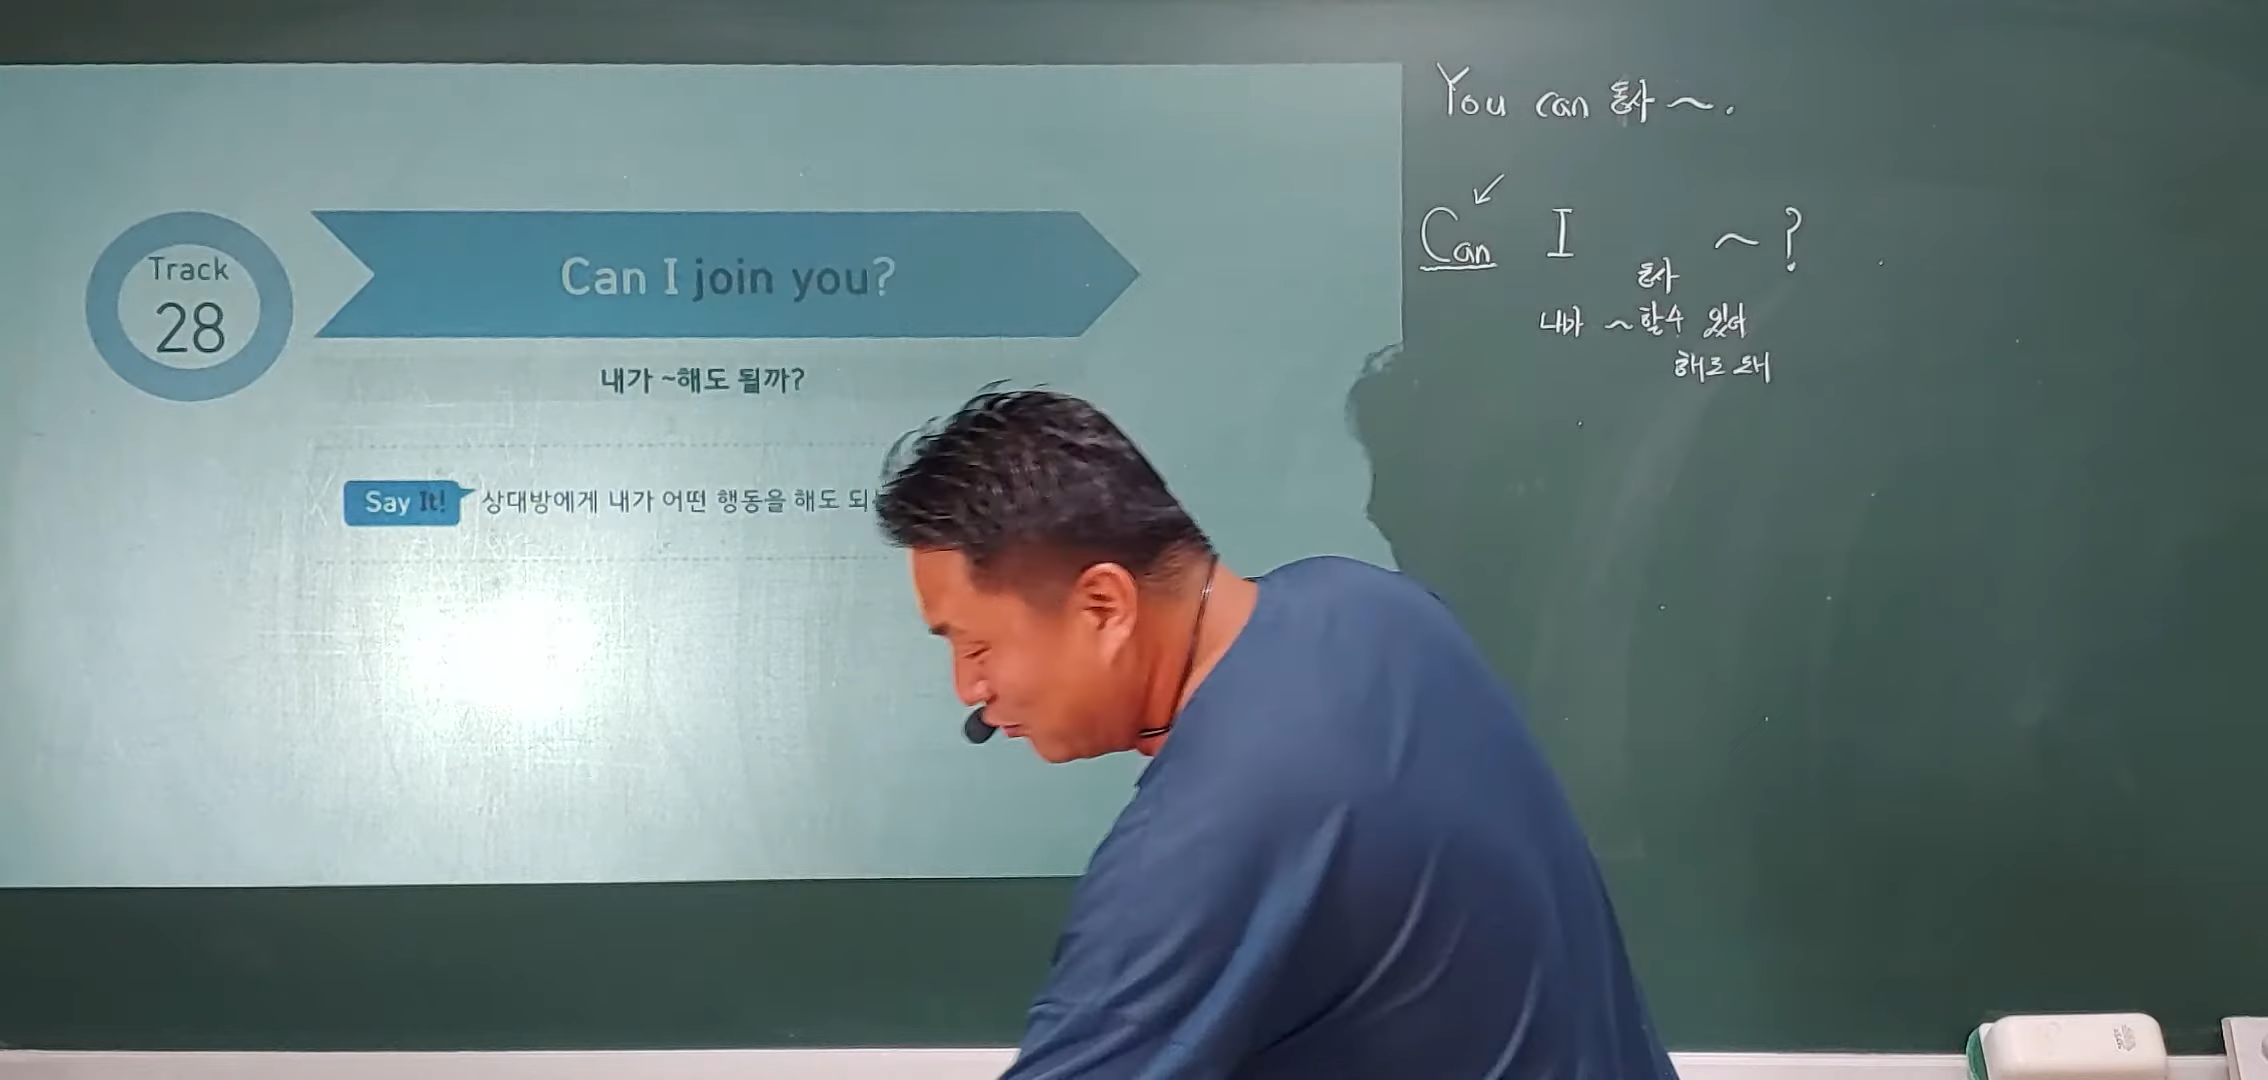 Track
28
Can I join you?
내가 ~해도 될까?
Say It! 상대방에게 내가 어떤 행동을 해도 되
You can 동사 ~.
Can I ~?
동사
내가 ~할 수 있어
해도 돼